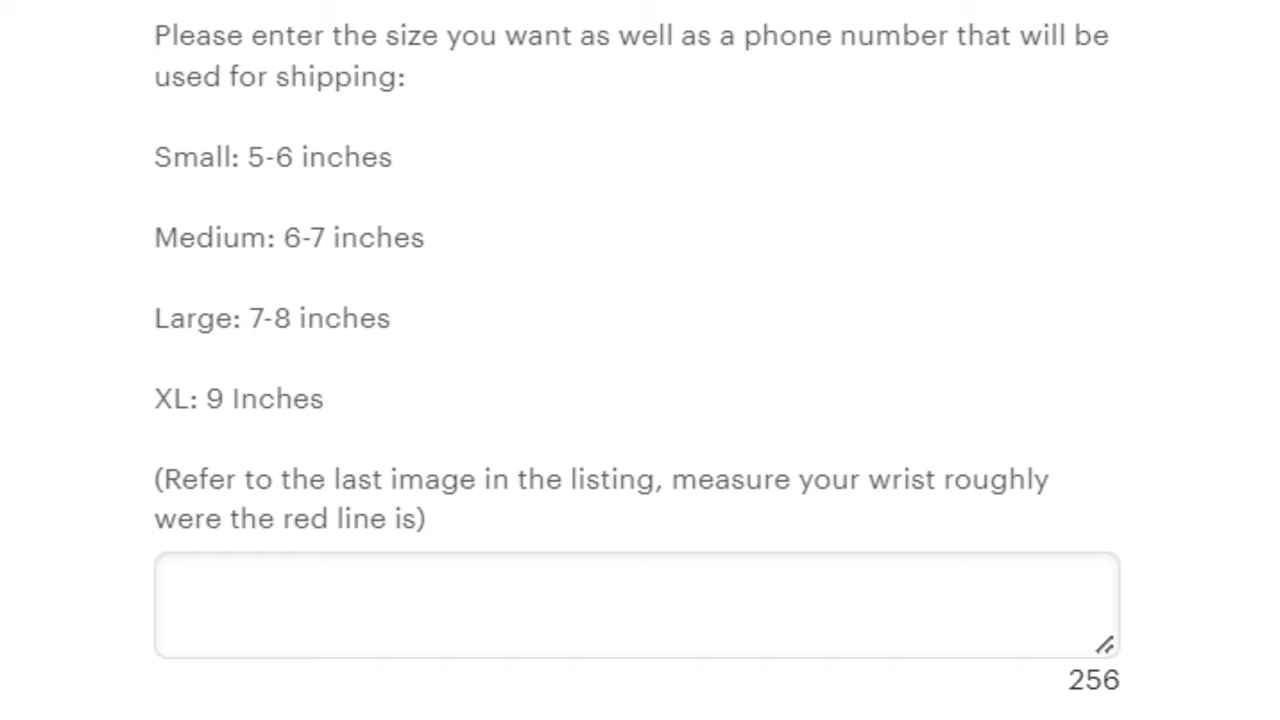 Please enter the size you want as well as a phone number that will be
used for shipping:
Small: 5-6 inches
Medium: 6-7 inches
Large: 7-8 inches
XL: 9 Inches
(Refer to the last image in the listing, measure your wrist roughly
were the red line is)
256